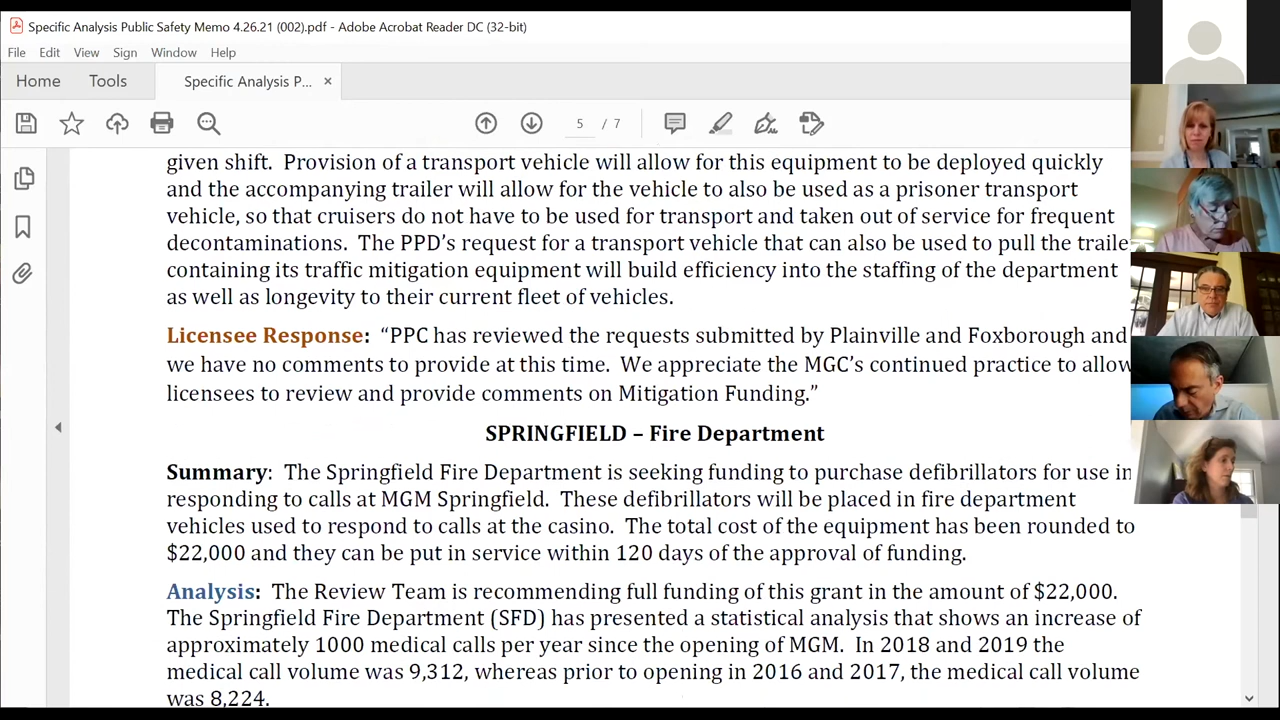 Specific Analysis Public Safety Memo 4.26.21 (002).pdf - Adobe Acrobat Reader DC (32-bit)
File Edit View Sign Window Help
Home Tools Specific Analysis P... ×
5 / 7
given shift. Provision of a transport vehicle will allow for this equipment to be deployed quickly
and the accompanying trailer will allow for the vehicle to also be used as a prisoner transport
vehicle, so that cruisers do not have to be used for transport and taken out of service for frequent
decontaminations. The PPD’s request for a transport vehicle that can also be used to pull the traile
containing its traffic mitigation equipment will build efficiency into the staffing of the department
as well as longevity to their current fleet of vehicles.
Licensee Response: “PPC has reviewed the requests submitted by Plainville and Foxborough and
we have no comments to provide at this time. We appreciate the MGC’s continued practice to allow
licensees to review and provide comments on Mitigation Funding.”
SPRINGFIELD – Fire Department
Summary: The Springfield Fire Department is seeking funding to purchase defibrillators for use in
responding to calls at MGM Springfield. These defibrillators will be placed in fire department
vehicles used to respond to calls at the casino. The total cost of the equipment has been rounded to
$22,000 and they can be put in service within 120 days of the approval of funding.
Analysis: The Review Team is recommending full funding of this grant in the amount of $22,000.
The Springfield Fire Department (SFD) has presented a statistical analysis that shows an increase of
approximately 1000 medical calls per year since the opening of MGM. In 2018 and 2019 the
medical call volume was 9,312, whereas prior to opening in 2016 and 2017, the medical call volume
was 8,224.